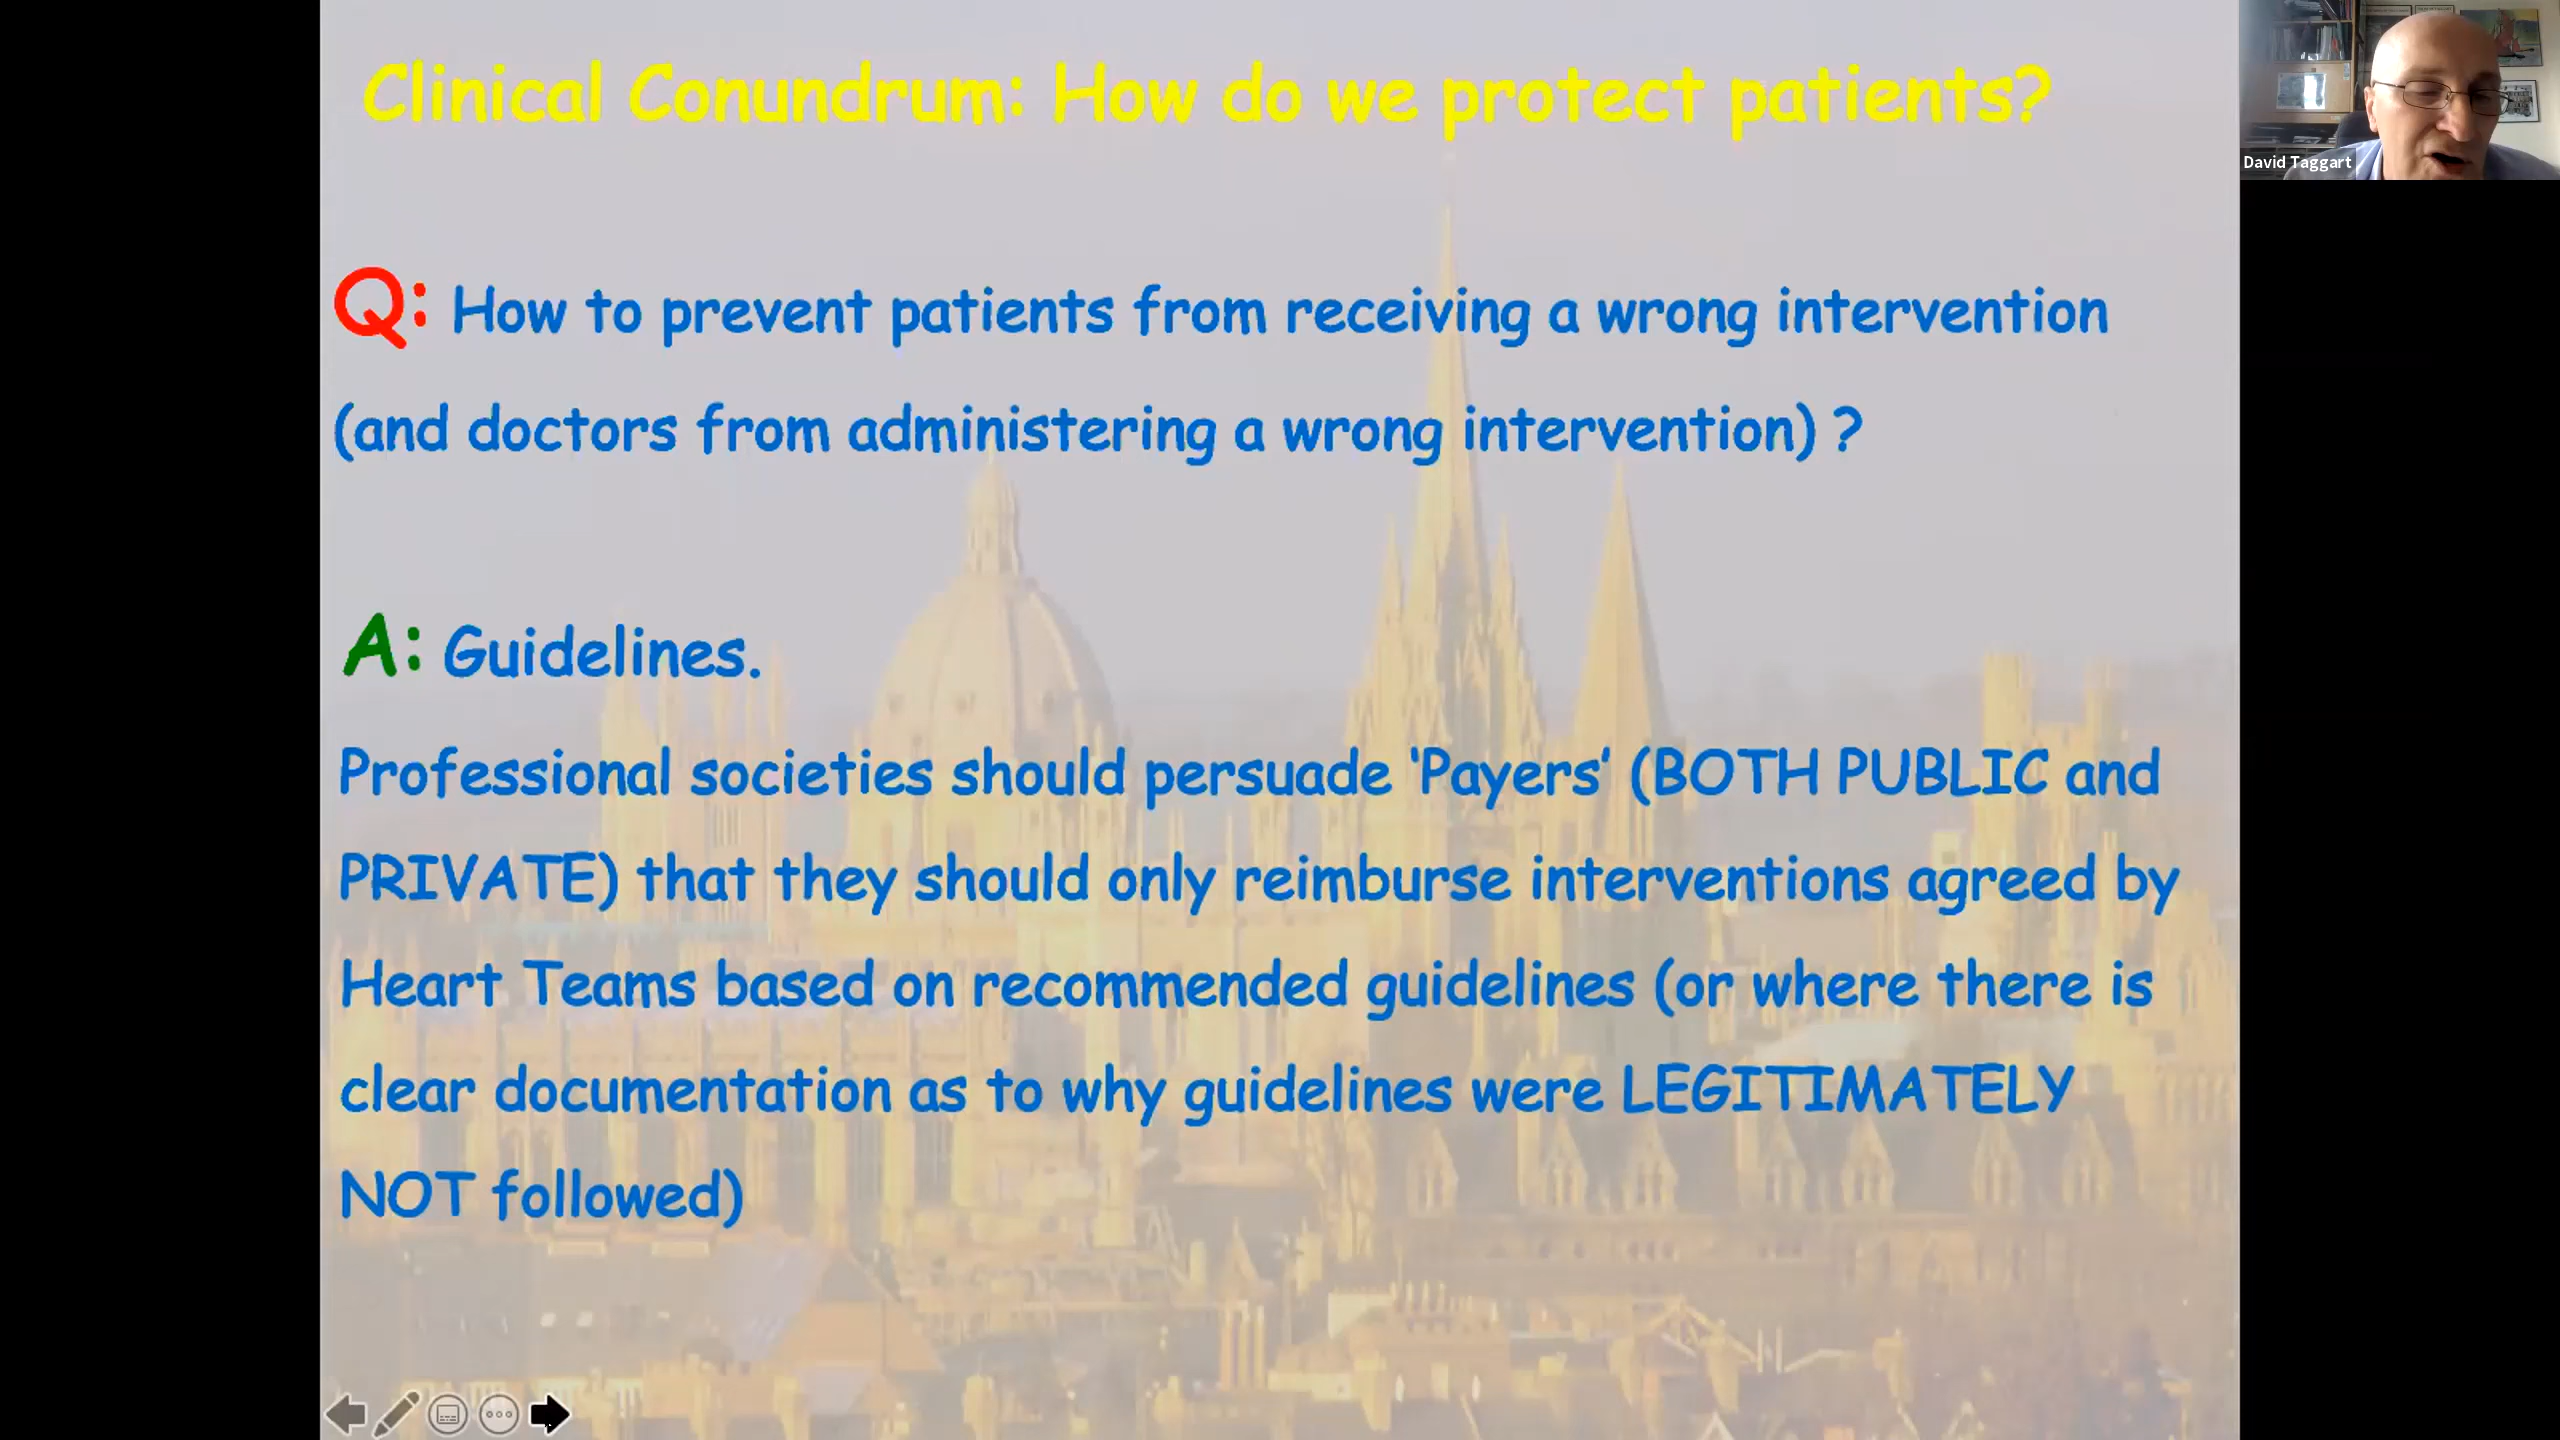 Clinical Conundrum: How do we protect patients?
David Taggart
Q: How to prevent patients from receiving a wrong intervention
(and doctors from administering a wrong intervention) ?
A: Guidelines.
Professional societies should persuade ‘Payers’ (BOTH PUBLIC and
PRIVATE) that they should only reimburse interventions agreed by
Heart Teams based on recommended guidelines (or where there is
clear documentation as to why guidelines were LEGITIMATELY
NOT followed)